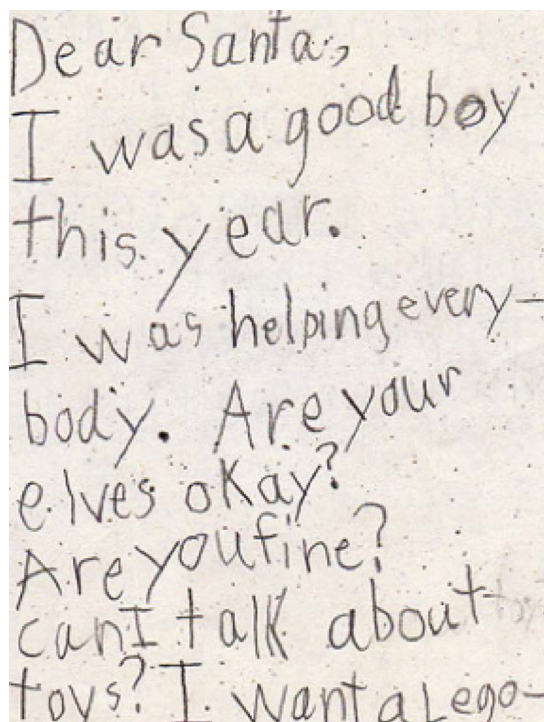 Dear Santa,
I was a good boy
this year.
I was helping every-
body. Are your
elves okay?
Are you fine?
can I talk about
toys? I want a Lego-